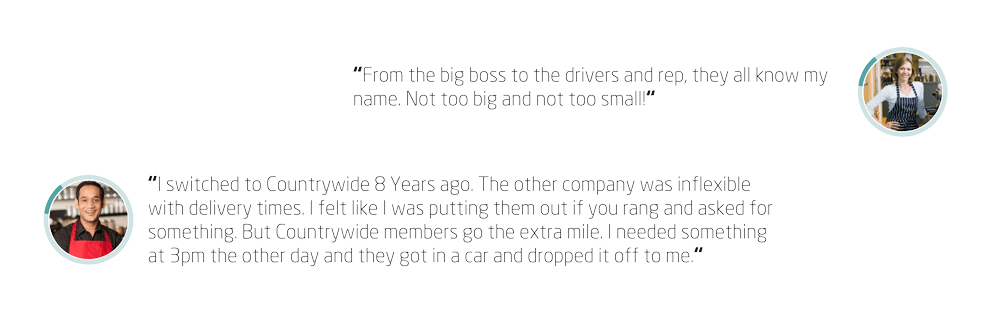 “From the big boss to the drivers and rep, they all know my
name. Not too big and not too small!“
“I switched to Countrywide 8 Years ago. The other company was inflexible
with delivery times. I felt like I was putting them out if you rang and asked for
something. But Countrywide members go the extra mile. I needed something
at 3pm the other day and they got in a car and dropped it off to me.“